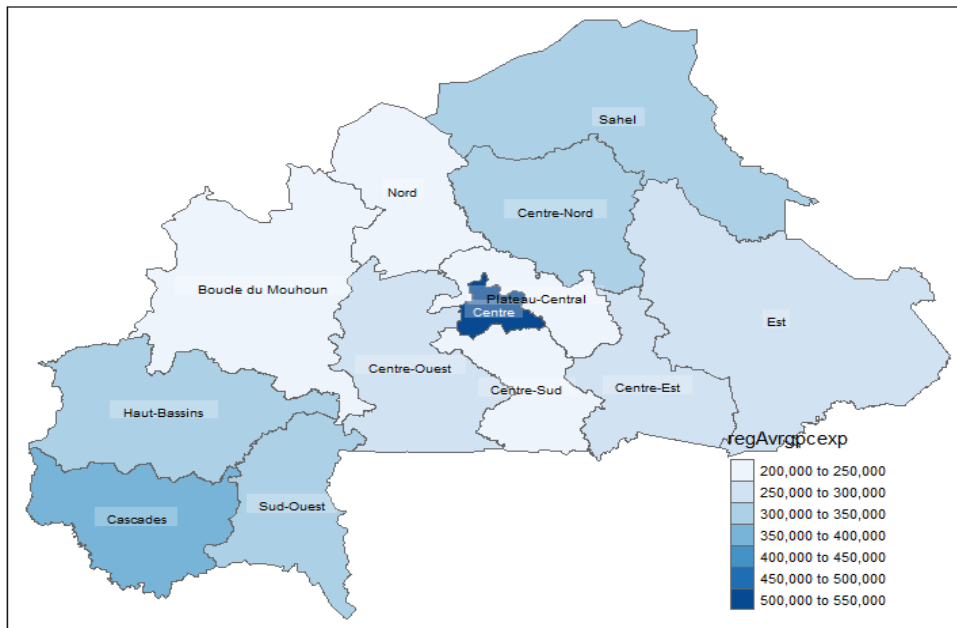 Sahel
Nord
Centre-Nord
Boucle du Mouhoun
Plateau-Central
Centre
Est
Centre-Ouest
Centre-Sud
Centre-Est
Haut-Bassins
Cascades
Sud-Ouest
regAvrgpcexp
200,000 to 250,000
250,000 to 300,000
300,000 to 350,000
350,000 to 400,000
400,000 to 450,000
450,000 to 500,000
500,000 to 550,000